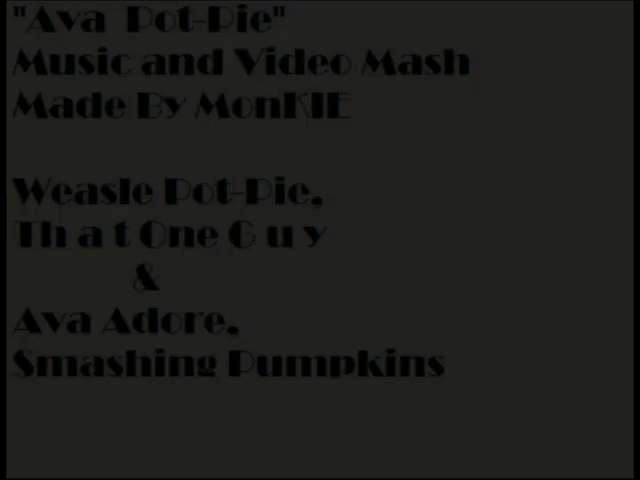 "Ava Pot-Pie"
Music and Video Mash
Made By MonKIE
Weasle Pot-Pie,
Th a t One G u y
&
Ava Adore.
Smashing Pumpkins